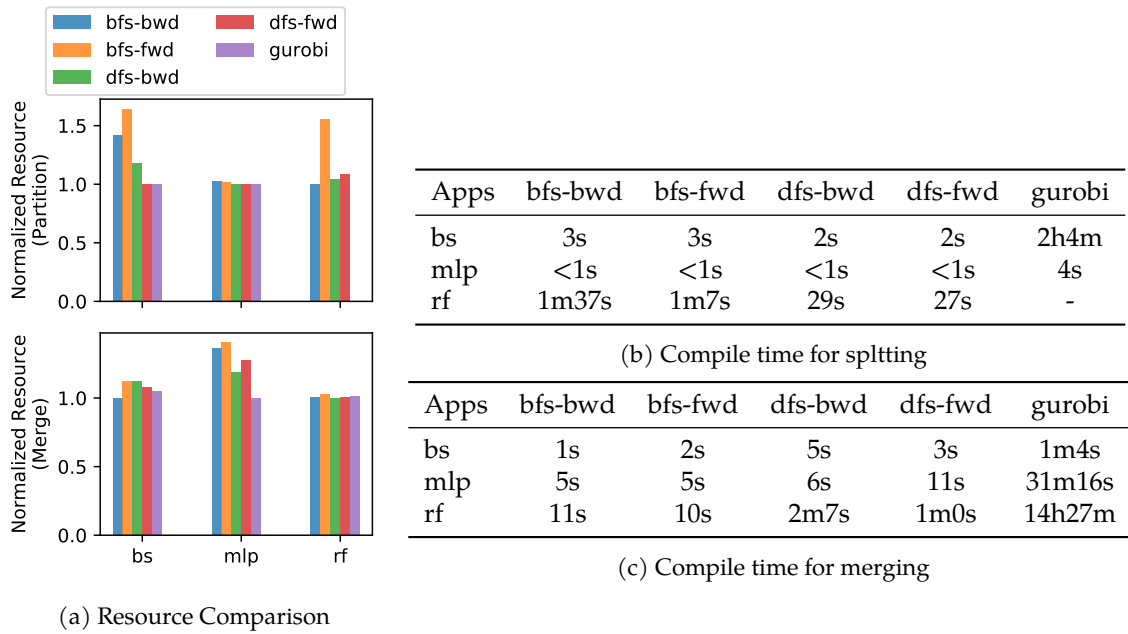 bfs-bwd dfs-fwd
bfs-fwd gurobi
dfs-bwd
Normalized Resource
(Partition)
1.5
1.0
0.5
0.0
Normalized Resource
(Merge)
1.0
0.5
0.0
bs mlp rf
(a) Resource Comparison
Apps bfs-bwd bfs-fwd dfs-bwd dfs-fwd gurobi
bs 3s 3s 2s 2s 2h4m
mlp <1s <1s <1s <1s 4s
rf 1m37s 1m7s 29s 27s -
(b) Compile time for spltting
Apps bfs-bwd bfs-fwd dfs-bwd dfs-fwd gurobi
bs 1s 2s 5s 3s 1m4s
mlp 5s 5s 6s 11s 31m16s
rf 11s 10s 2m7s 1m0s 14h27m
(c) Compile time for merging